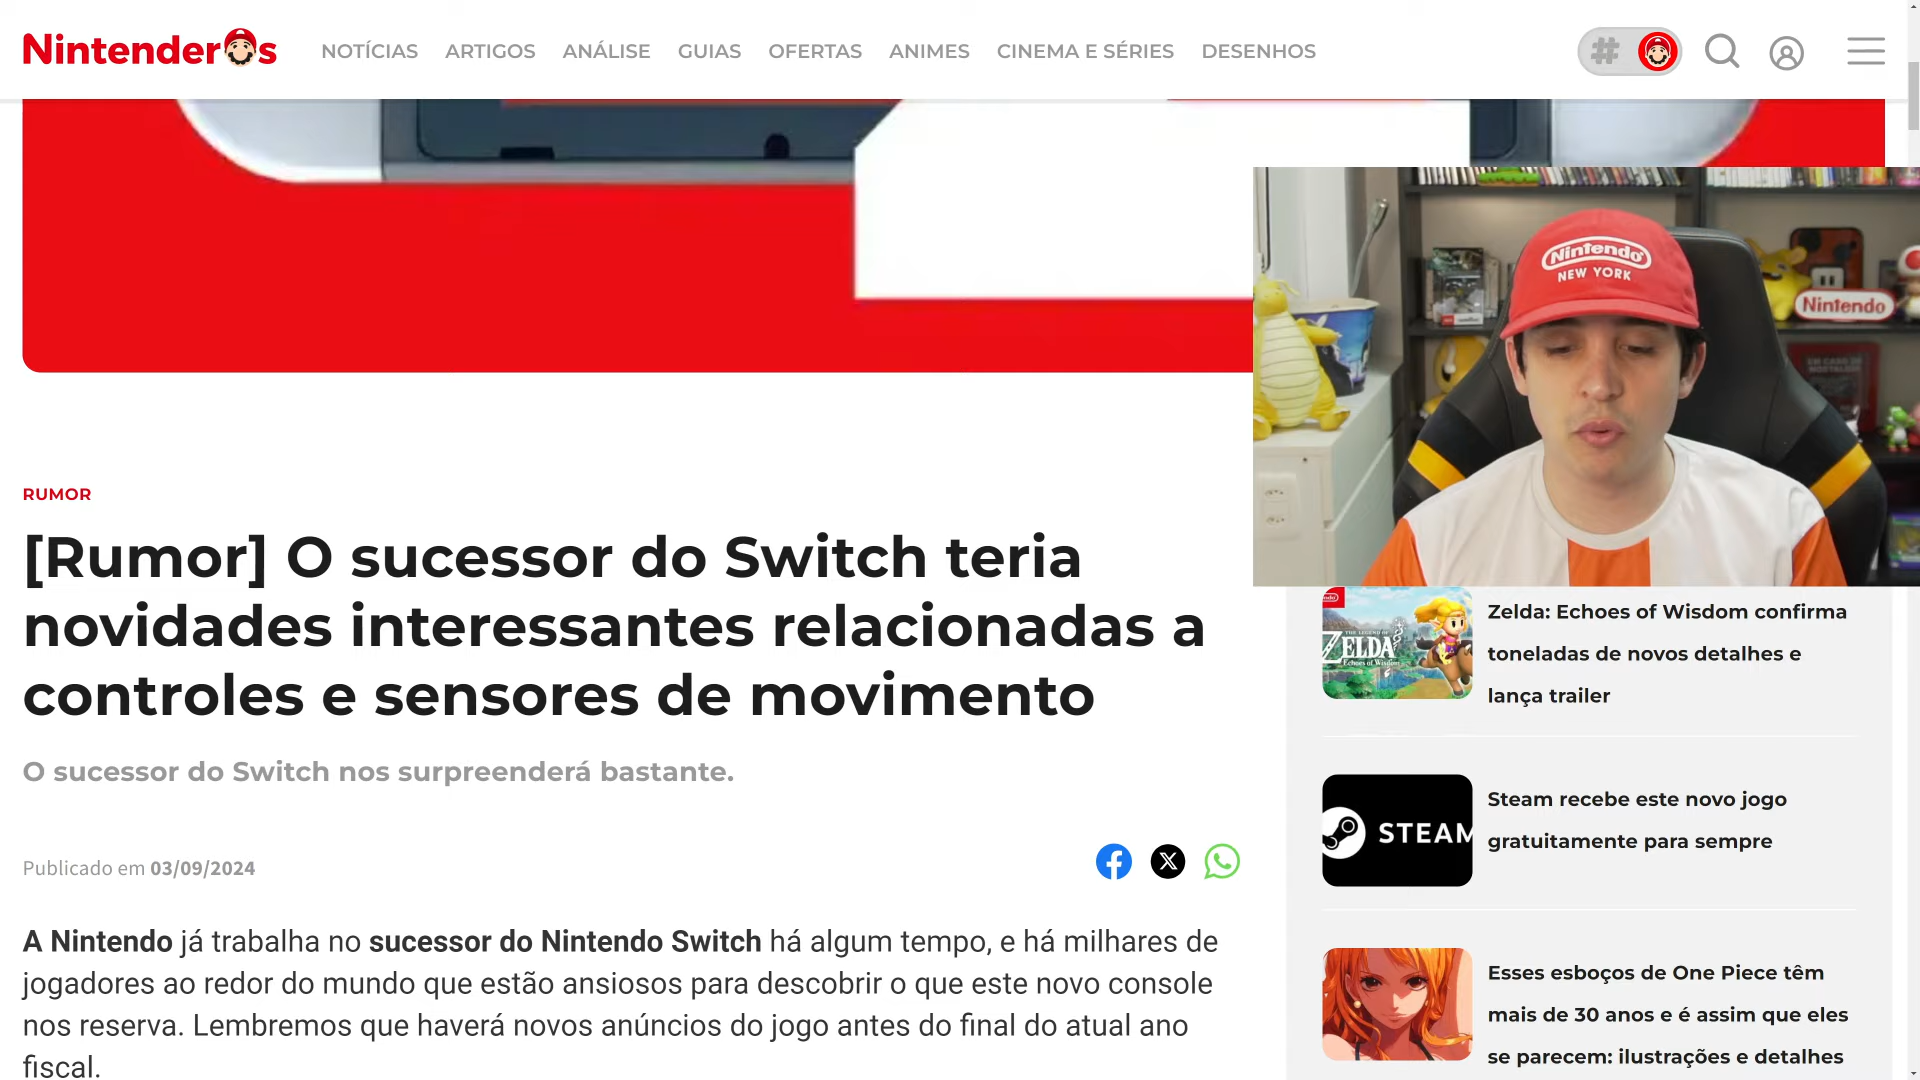 Nintenderos
NOTÍCIAS ARTIGOS ANÁLISE GUIAS OFERTAS ANIMES CINEMA E SÉRIES DESENHOS
Nintendo
NEW YORK
Nintendo
RUMOR
[Rumor] O sucessor do Switch teria
novidades interessantes relacionadas a
controles e sensores de movimento
O sucessor do Switch nos surpreenderá bastante.
Publicado em 03/09/2024
A Nintendo já trabalha no sucessor do Nintendo Switch há algum tempo, e há milhares de
jogadores ao redor do mundo que estão ansiosos para descobrir o que este novo console
nos reserva. Lembremos que haverá novos anúncios do jogo antes do final do atual ano
fiscal.
THE LEGEND OF
ZELDA
Echoes of Wisdom
Zelda: Echoes of Wisdom confirma
toneladas de novos detalhes e
lança trailer
STEAM
Steam recebe este novo jogo
gratuitamente para sempre
Esses esboços de One Piece têm
mais de 30 anos e é assim que eles
se parecem: ilustrações e detalhes